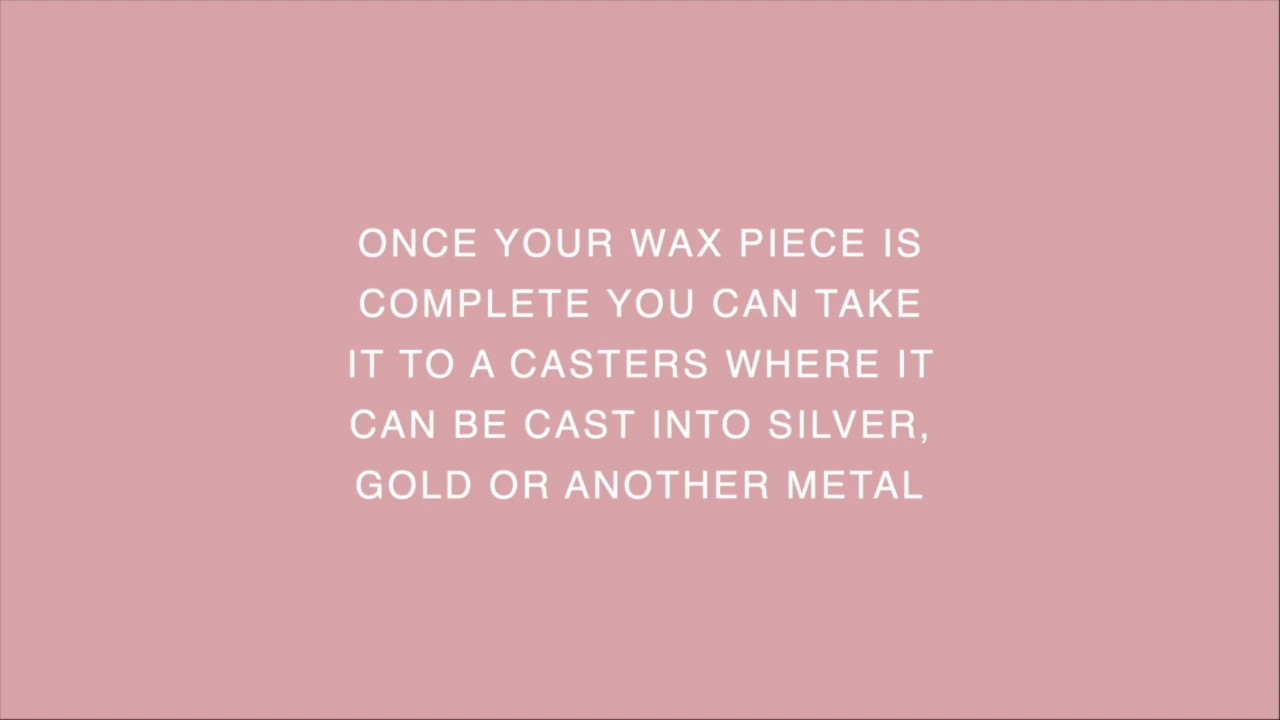 ONCE YOUR WAX PIECE IS
COMPLETE YOU CAN TAKE
IT TO A CASTERS WHERE IT
CAN BE CAST INTO SILVER,
GOLD OR ANOTHER METAL